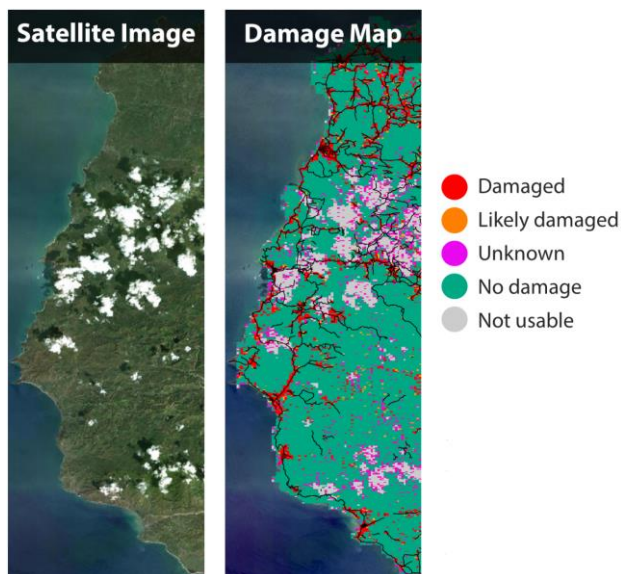 Satellite Image
Damage Map
Damaged
Likely damaged
Unknown
No damage
Not usable